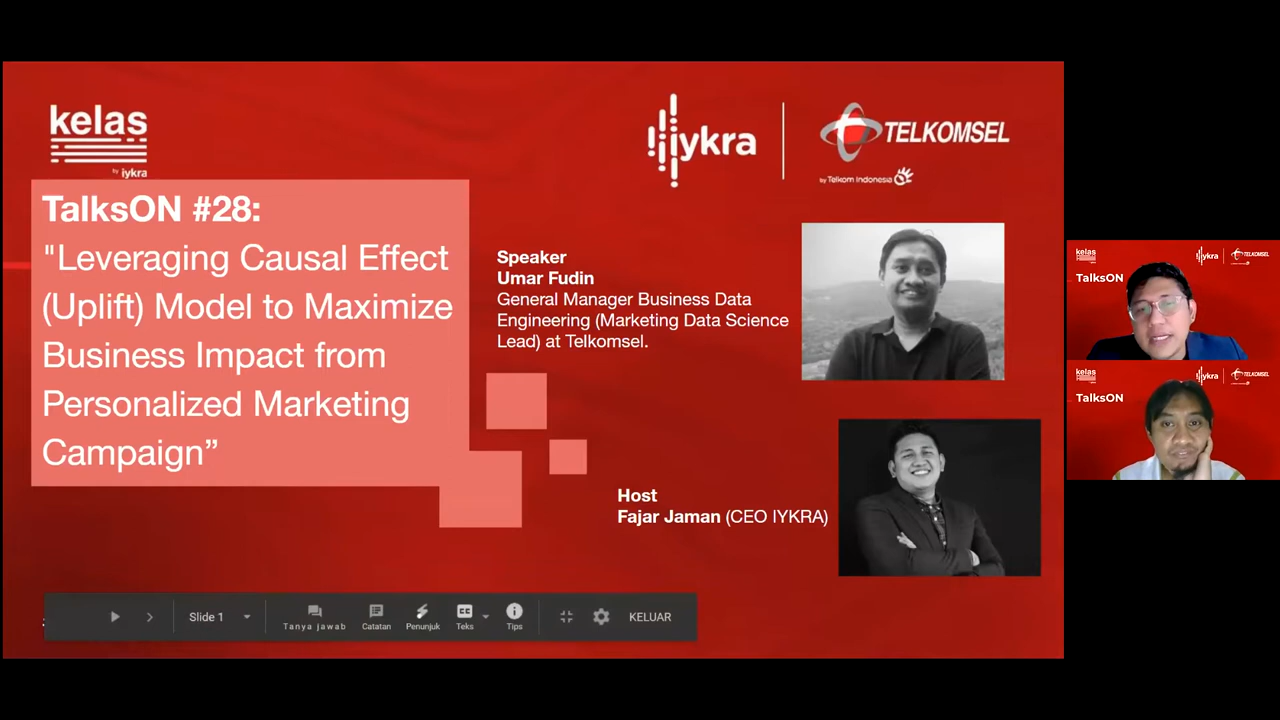 kelas
by iykra
iykra
TELKOMSEL
by Telkom Indonesia
TalksON #28:
"Leveraging Causal Effect
(Uplift) Model to Maximize
Business Impact from
Personalized Marketing
Campaign”
Speaker
Umar Fudin
General Manager Business Data
Engineering (Marketing Data Science
Lead) at Telkomsel.
Host
Fajar Jaman (CEO IYKRA)
Slide 1
Tanya jawab
Catatan
Penunjuk
Teks
Tips
KELUAR
kelas
iykra
TELKOMSEL
TalksON
kelas
iykra
TELKOMSEL
TalksON